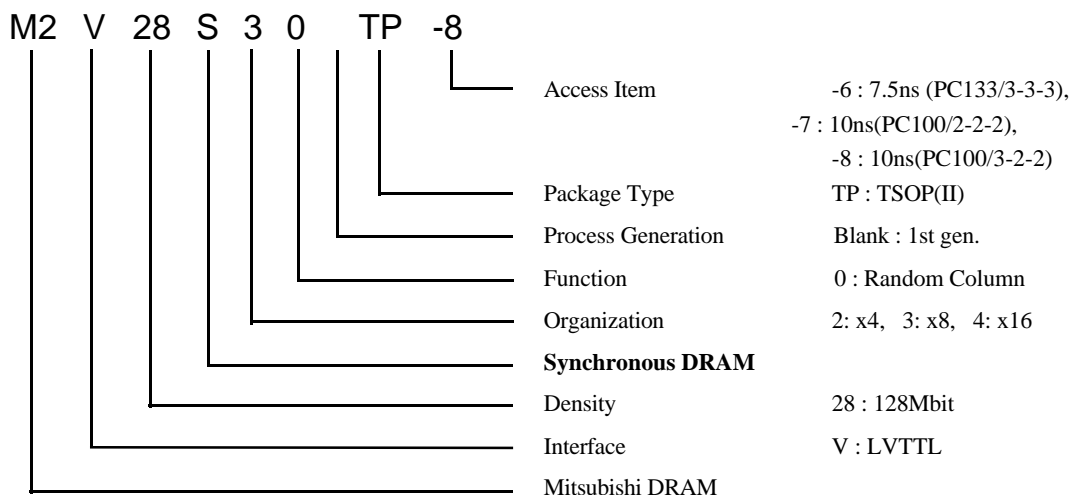 M2 V 28 S 3 0 TP -8
Access Item -6 : 7.5ns (PC133/3-3-3),
-7 : 10ns(PC100/2-2-2),
-8 : 10ns(PC100/3-2-2)
Package Type TP : TSOP(II)
Process Generation Blank : 1st gen.
Function 0 : Random Column
Organization 2: x4, 3: x8, 4: x16
Synchronous DRAM
Density 28 : 128Mbit
Interface V : LVTTL
Mitsubishi DRAM